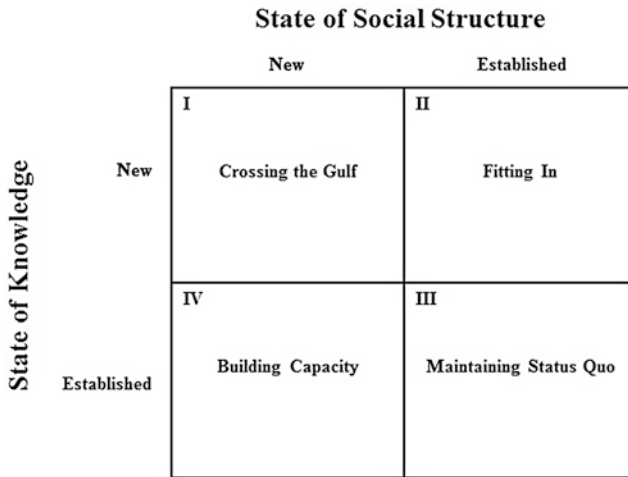 State of Social Structure
New
Established
State of Knowledge
New
I
Crossing the Gulf
II
Fitting In
Established
IV
Building Capacity
III
Maintaining Status Quo